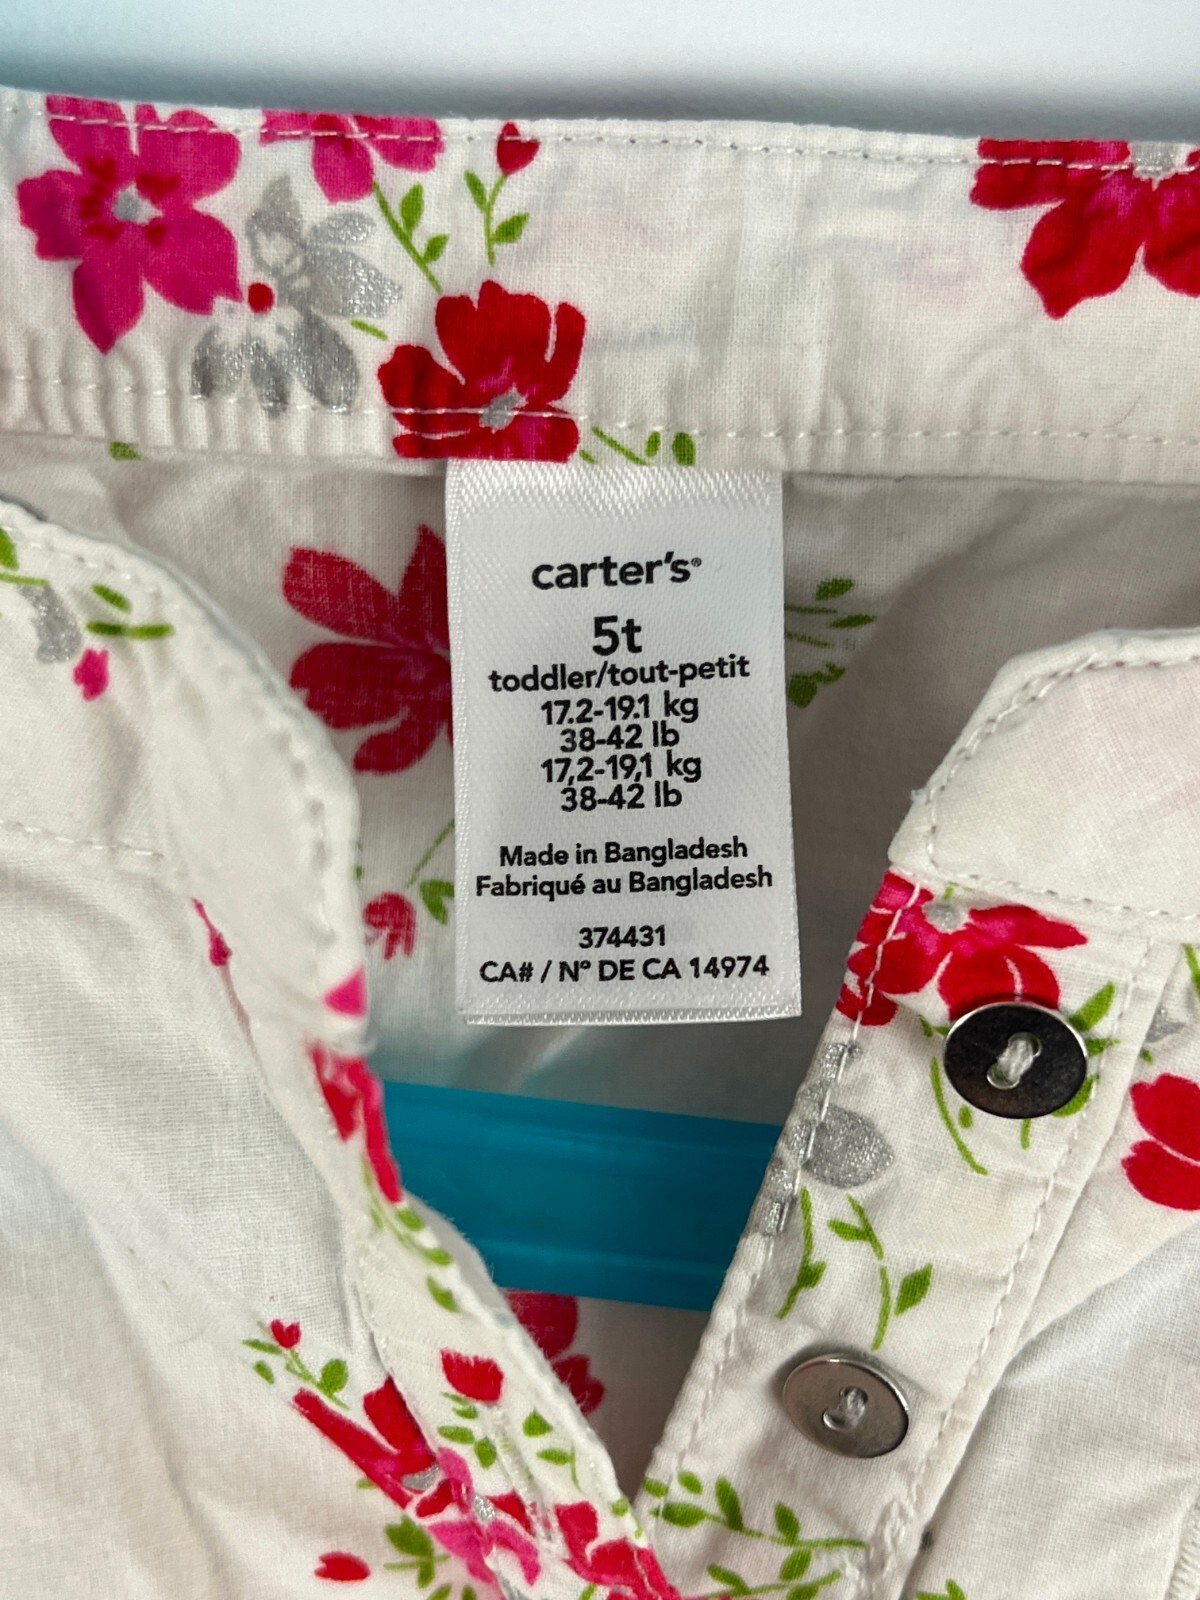 carter's®
5t
toddler/tout-petit
17.2-19.1 kg
38-42 lb
17,2-19,1 kg
38-42 lb
Made in Bangladesh
Fabriqué au Bangladesh
374431
CA# / Nº DE CA 14974